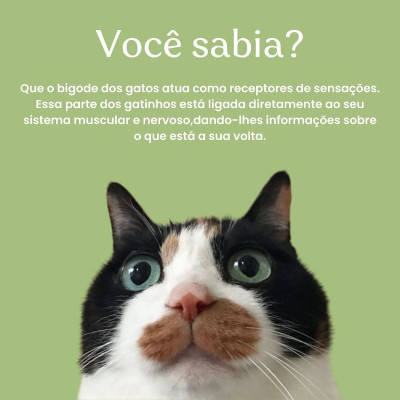 Você sabia?
Que o bigode dos gatos atua como receptores de sensações.
Essa parte dos gatinhos está ligada diretamente ao seu
sistema muscular e nervoso,dando-lhes informações sobre
o que está a sua volta.